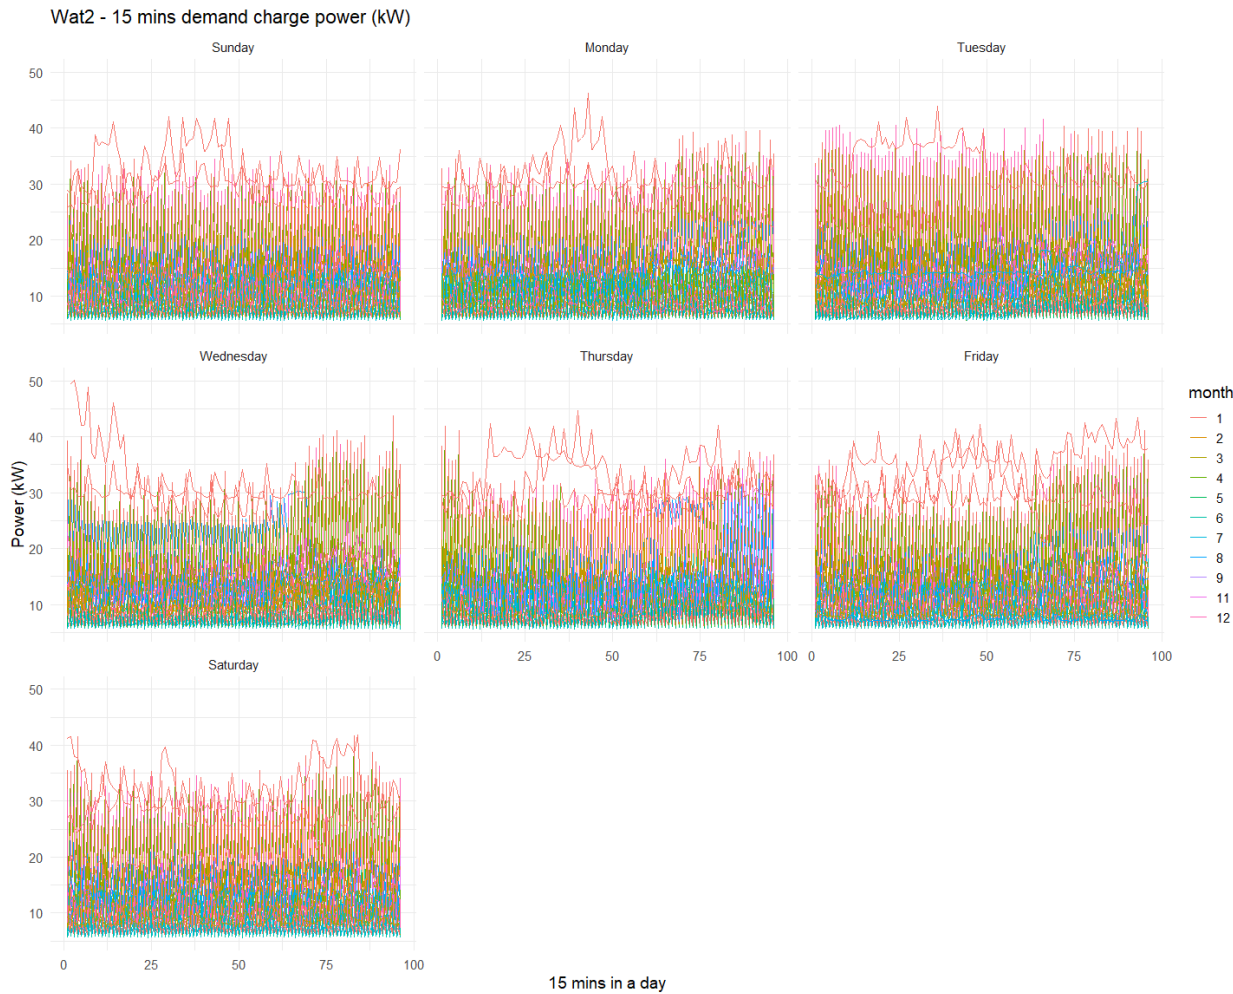 Wat2 - 15 mins demand charge power (kW)
Sunday
Monday
Tuesday
50
40
30
20
10
Wednesday
Thursday
Friday
50
40
30
20
10
Power (kW)
month
1
2
3
4
5
6
7
8
9
11
12
0 25 50 75 100
0 25 50 75 100
Saturday
50
40
30
20
10
0 25 50 75 100
15 mins in a day